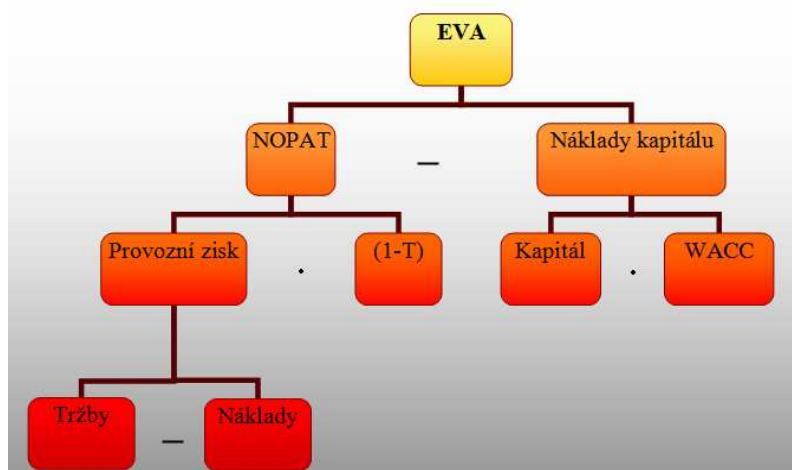 EVA
NOPAT
–
Náklady kapitálu
Provozní zisk
·
(1-T)
Kapitál
·
WACC
Tržby
–
Náklady